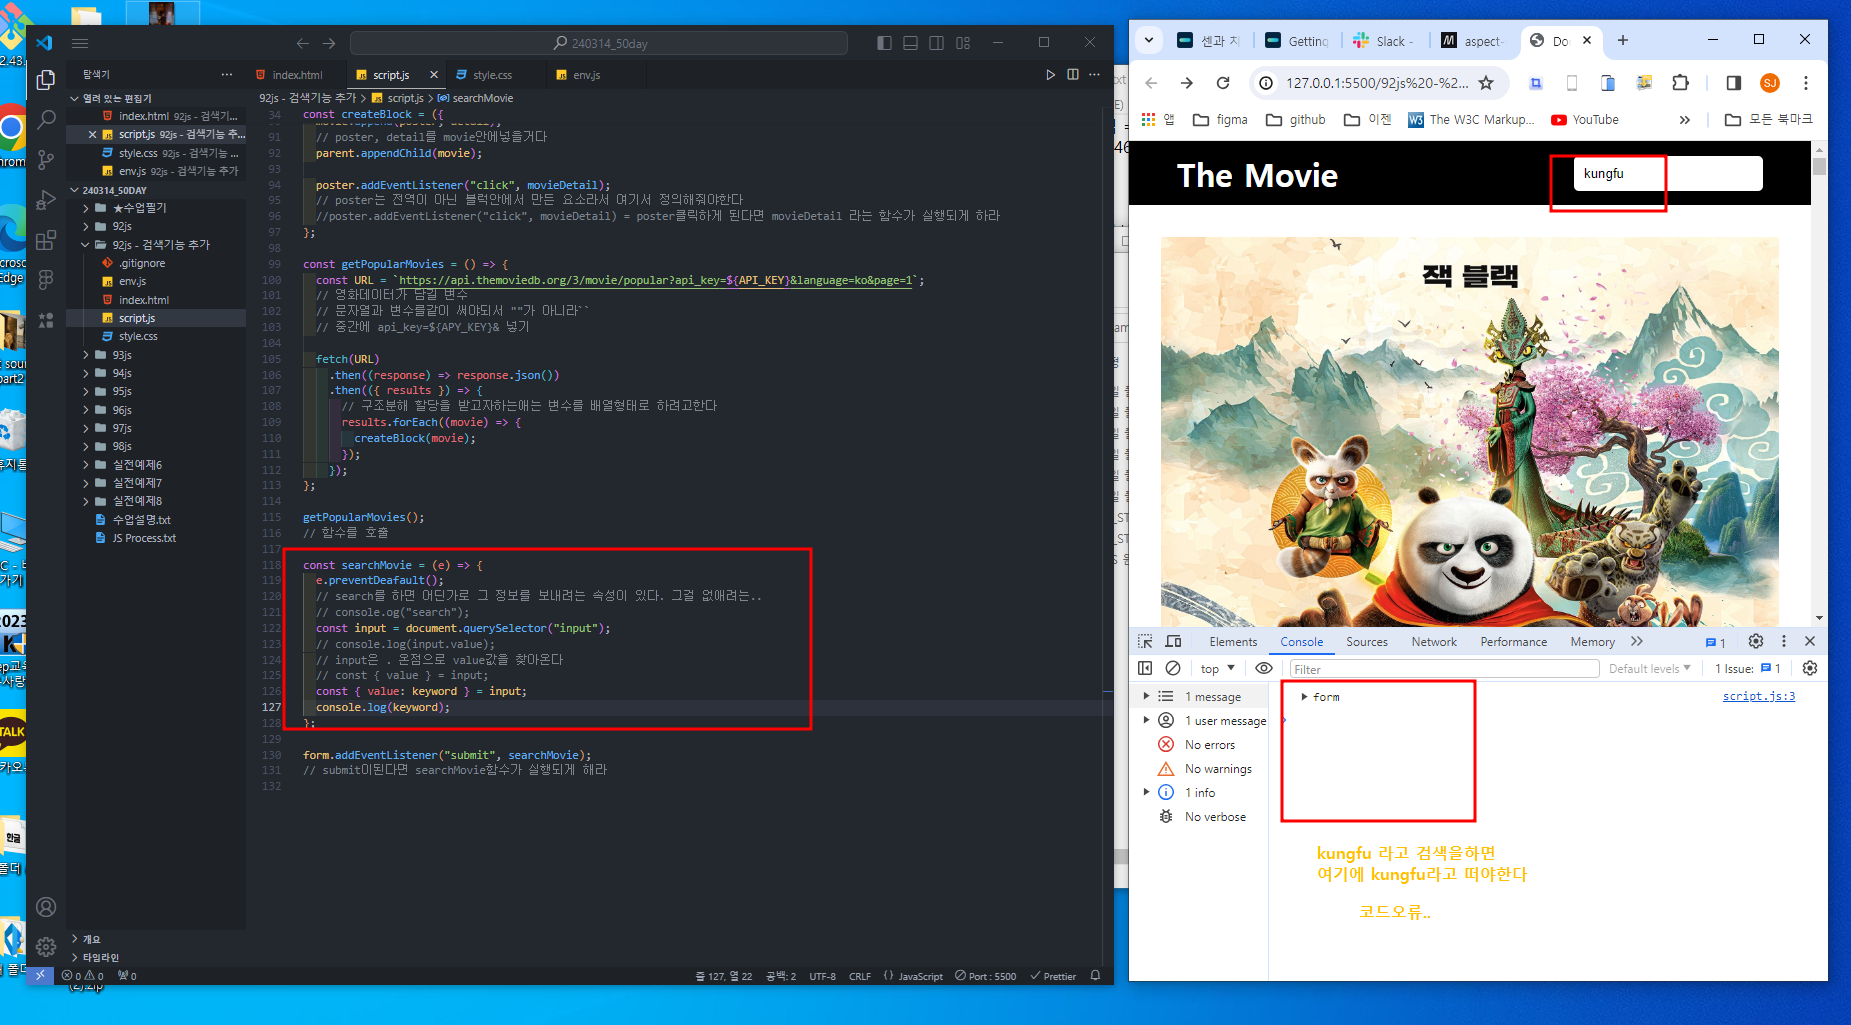 240314_50day
탐색기
index.html
script.js
style.css
env.js
열려 있는 편집기
index.html 92js - 검색기능 추가...
script.js 92js - 검색기능 추...
style.css 92js - 검색기능 ...
env.js 92js - 검색기능 추가
240314_50DAY
★수업필기
92js
92js - 검색기능 추가
.gitignore
env.js
index.html
script.js
style.css
93js
94js
95js
96js
97js
98js
실전예제6
실전예제7
실전예제8
수업설명.txt
JS Process.txt
개요
타임라인
92js - 검색기능 추가 > script.js > searchMovie
34 const createBlock = ({
91 // poster, detail를 movie안에넣을거다
92 parent.appendChild(movie);
93
94 poster.addEventListener("click", movieDetail);
95 // poster는 전역이 아닌 블럭안에서 만든 요소라서 여기서 정의해줘야한다
96 //poster.addEventListener("click", movieDetail) = poster클릭하게 된다면 movieDetail 라는 함수가 실행되게 하라
97 };
98
99 const getPopularMovies = () => {
100 const URL = `https://api.themoviedb.org/3/movie/popular?api_key=${API_KEY}&language=ko&page=1`;
101 // 영화데이터가 담길 변수
102 // 문자열과 변수를같이 써야되서 ""가 아니라``
103 // 중간에 api_key=${APY_KEY}& 넣기
104
105 fetch(URL)
106 .then((response) => response.json())
107 .then(({ results }) => {
108 // 구조분해 할당을 받고자하는애는 변수를 배열형태로 하려고한다
109 results.forEach((movie) => {
110 createBlock(movie);
111 });
112 });
113 };
114
115 getPopularMovies();
116 // 함수를 호출
117
118 const searchMovie = (e) => {
119 e.preventDeafault();
120 // search를 하면 어딘가로 그 정보를 보내려는 속성이 있다. 그걸 없애려는..
121 // console.og("search");
122 const input = document.querySelector("input");
123 // console.log(input.value);
124 // input은 . 온점으로 value값을 찾아온다
125 // const { value } = input;
126 const { value: keyword } = input;
127 console.log(keyword);
128 };
129
130 form.addEventListener("submit", searchMovie);
131 // submit이된다면 searchMovie함수가 실행되게 해라
132
0 0 0
줄 127, 열 22 공백: 2 UTF-8 CRLF {} JavaScript Port : 5500 Prettier
센과 치
Getting
Slack -
aspect-
Do
127.0.0.1:5500/92js%20-%2...
SJ
앱 figma github 이젠 The W3C Markup... YouTube » 모든 북마크
The Movie
kungfu
잭 블랙
Elements Console Sources Network Performance Memory 1
top Filter Default levels 1 Issue: 1
1 message
1 user message
No errors
No warnings
1 info
No verbose
form
script.js:3
kungfu 라고 검색을하면
여기에 kungfu라고 떠야한다
코드오류..